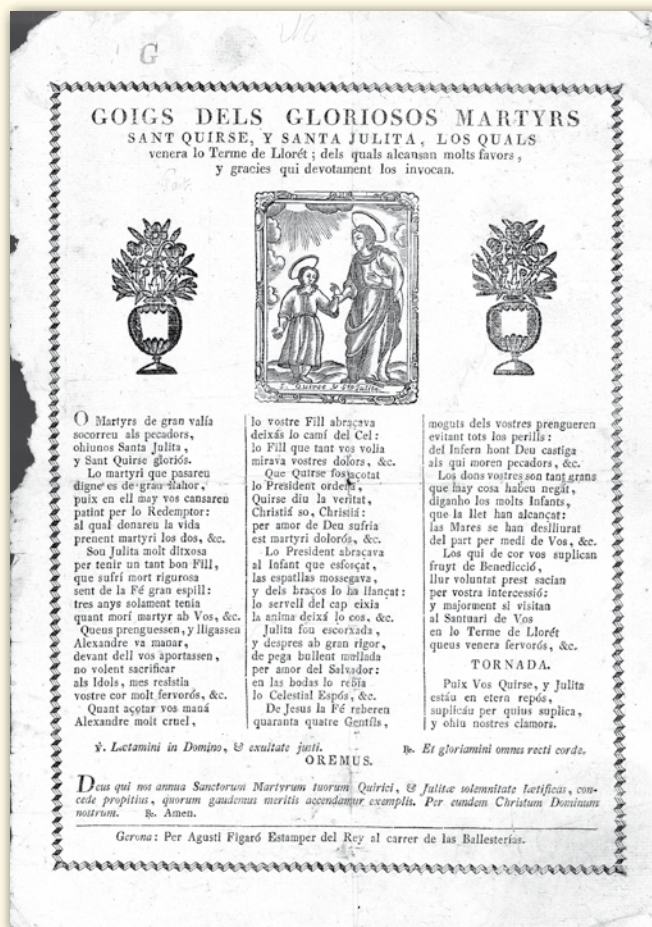 G
GOIGS DELS GLORIOSOS MARTYRS
SANT QUIRSE, Y SANTA JULITA, LOS QUALS
venera lo Terme de Llorét ; dels quals alcansan molts favors ,
y gracies qui devotament los invocan.
S. Quirse y Sta Julita
O Martyrs de gran valía
socorreu als pecadors,
ohiunos Santa Julita ,
y Sant Quirse gloriós.
Lo martyri que pasareu
digne es de gran llahor,
puix en ell may vos cansareu
patint per lo Redemptor:
al qual donareu la vida
prenent martyri los dos, &c.
Sou Julita molt ditxosa
per tenir un tant bon Fill,
que sufrí mort rigurosa
sent de la Fé gran espill:
tres anys solament tenia
quant morí martyr ab Vos, &c.
Queus prenguessen, y lligassen
Alexandre va manar,
devant dell vos aportassen,
no volent sacrificar
als Idols, mes resistia
vostre cor molt fervorós, &c.
Quant açotar vos maná
Alexandre molt cruel,
lo vostre Fill abraçava
deixás lo camí del Cel:
lo Fill que tant vos volia
mirava vostres dolors, &c.
Que Quirse fos açotat
lo President ordena,
Quirse diu la veritat,
Christiá so, Christiá:
per amor de Deu sufria
est martyri dolorós, &c.
Lo President abraçava
al Infant que esforçat,
las espatllas mossegava,
y dels braços lo ha llançat:
lo servell del cap eixia
la anima deixá lo cos, &c.
Julita fou escorxada,
y despres ab gran rigor,
de pega bullent mullada
per amor del Salvador:
en las bodas lo rebia
lo Celestial Espós, &c.
De Jesus la Fé reberen
quaranta quatre Gentils,
moguts dels vostres prengueren
evitant tots los perills:
del Infern hont Deu castiga
als qui moren pecadors, &c.
Los dons vostres son tant grans
que may cosa habeu negat,
diganho los molts Infants,
que la llet han alcançat:
las Mares se han deslliurat
del part per medi de Vos, &c.
Los qui de cor vos suplican
fruyt de Benedicció,
llur voluntat prest sacian
per vostra intercessió:
y majorment si visitan
al Santuari de Vos
en lo Terme de Llorét
queus venera fervorós, &c.
TORNADA.
Puix Vos Quirse, y Julita
estáu en etern repós,
suplicáu per quius suplica,
y ohiu nostres clamors.
℣. Lætamini in Domino, & exultate justi. ℟. Et gloriamini omnes recti corde.
OREMUS.
Deus qui nos annua Sanctorum Martyrum tuorum Quirici, & Julitæ solemnitate lætificas, con-
cede propitius, quorum gaudemus meritis accendamur exemplis. Per eundem Christum Dominum
nostrum. ℟. Amen.
Gerona: Per Agustí Figaró Estamper del Rey al carrer de las Ballesterías.